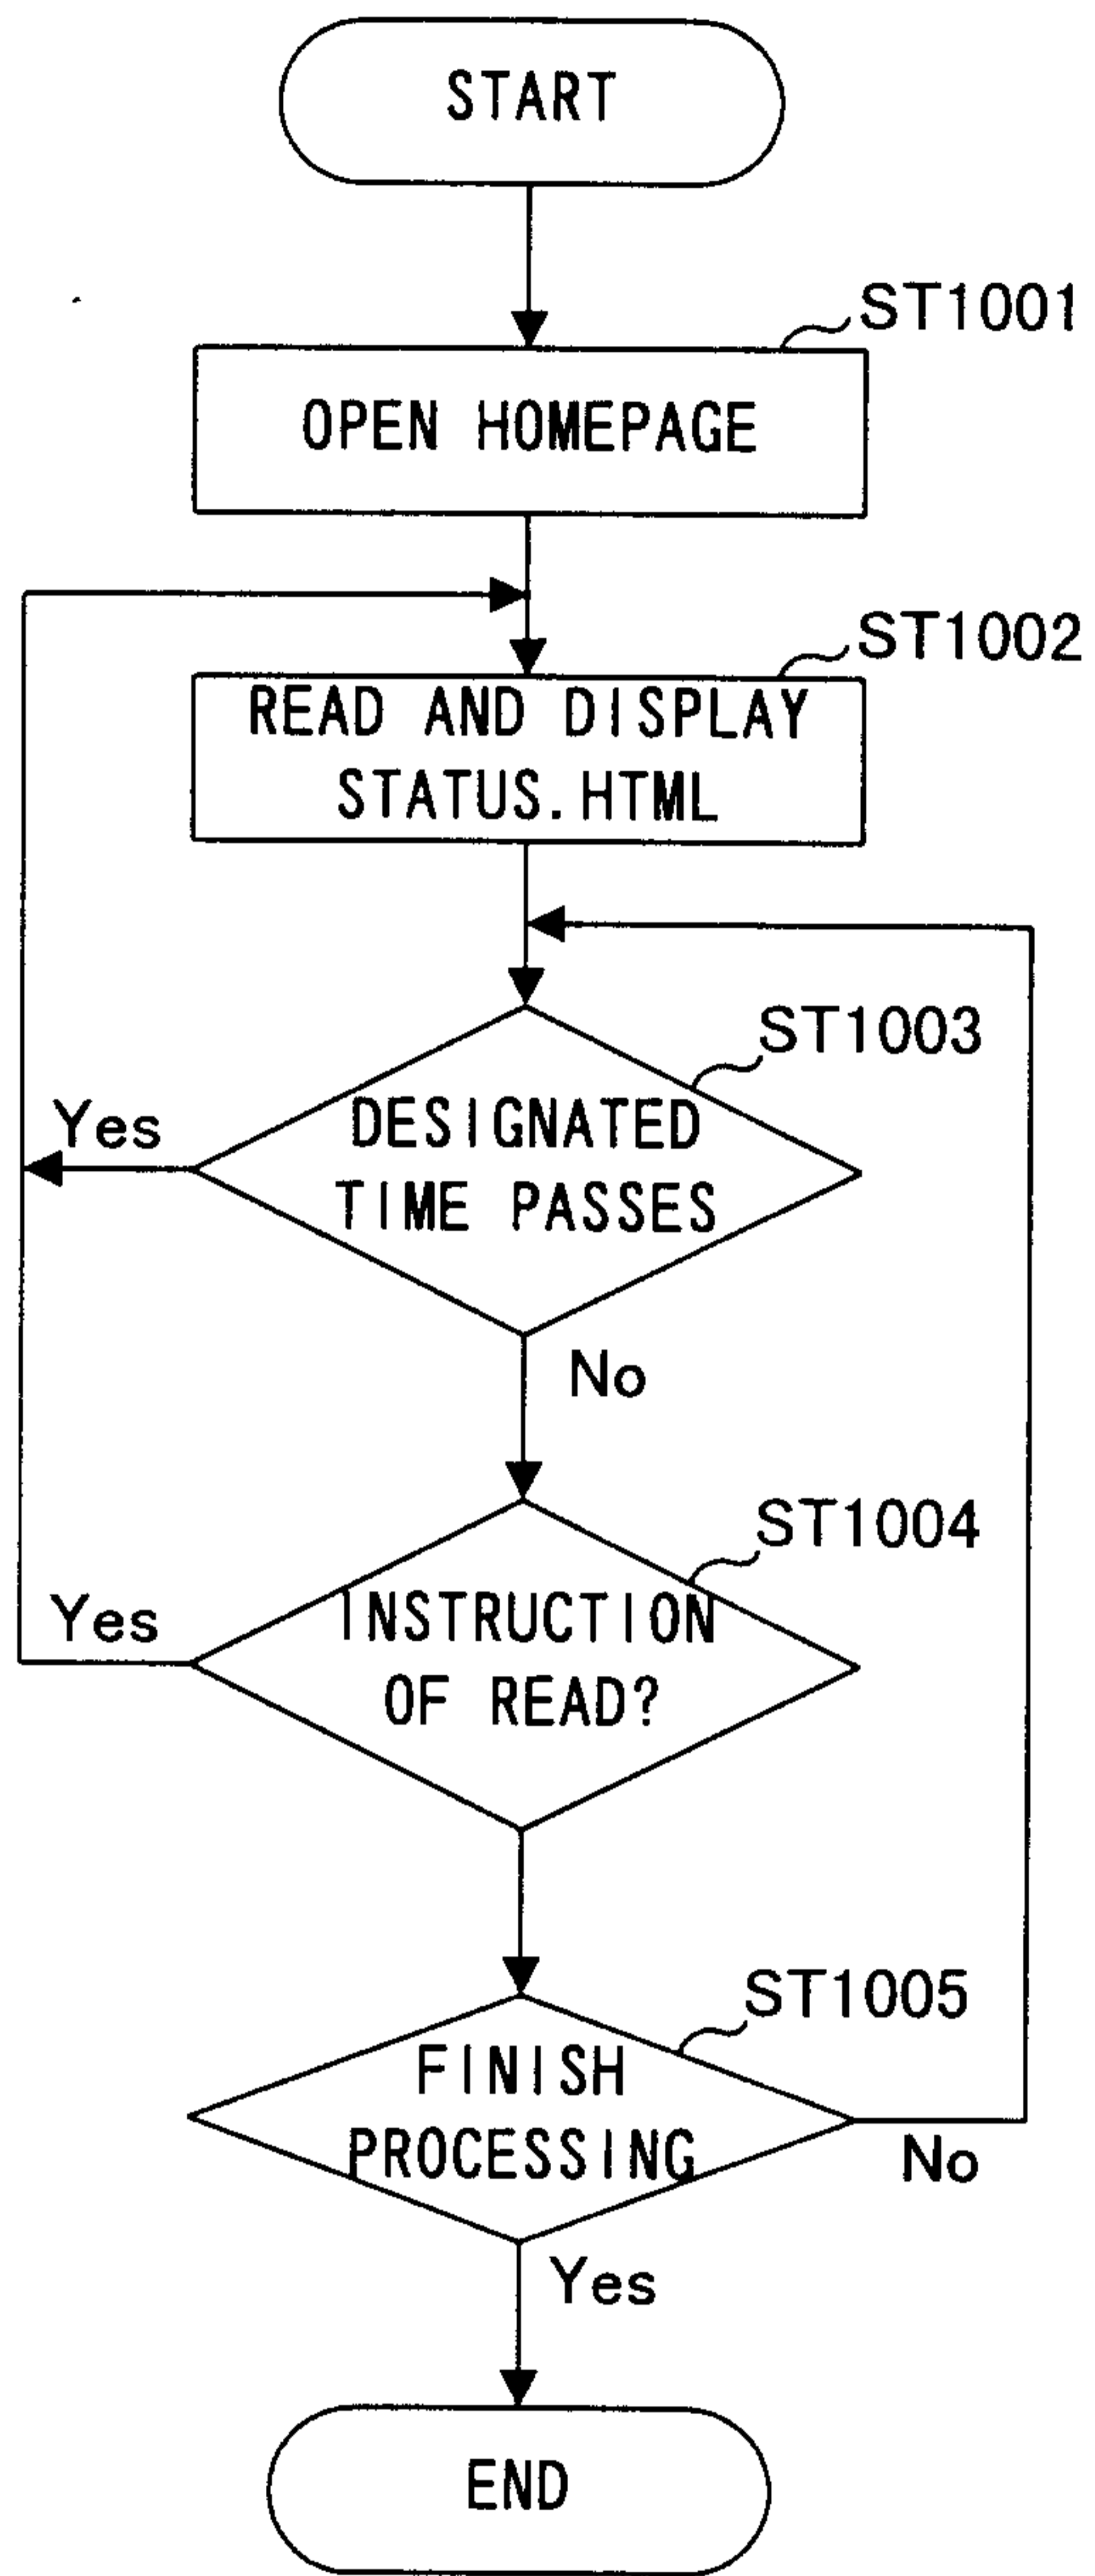 START
ST1001
OPEN HOMEPAGE
ST1002
READ AND DISPLAY
STATUS.HTML
ST1003
Yes
DESIGNATED
TIME PASSES
No
ST1004
Yes
INSTRUCTION
OF READ?
ST1005
FINISH
PROCESSING
No
Yes
END